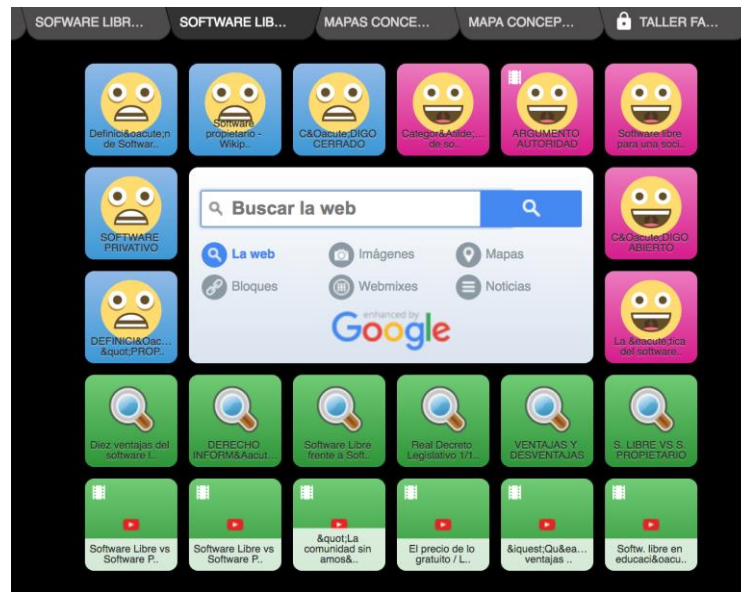 SOFWARE LIBR...
SOFTWARE LIB...
MAPAS CONCE...
MAPA CONCEP...
TALLER FA...
Definici&oacute;n
de Softwar..
Software
propietario -
Wikip..
C&Oacute;DIGO
CERRADO
Categor&Atilde;...
de so..
ARGUMENTO
AUTORIDAD
Software libre
para una soci..
SOFTWARE
PRIVATIVO
Buscar la web
La web
Imágenes
Mapas
Bloques
Webmixes
Noticias
enhanced by
Google
C&Oacute;DIGO
ABIERTO
DEFINICI&Oac...
&quot;PROP..
La &eacute;tica
del software..
Diez ventajas del
software l..
DERECHO
INFORM&Aacut...
Software Libre
frente a Soft..
Real Decreto
Legislativo 1/1..
VENTAJAS Y
DESVENTAJAS
S. LIBRE VS S.
PROPIETARIO
Software Libre vs
Software P..
Software Libre vs
Software P..
&quot;La
comunidad sin
amos&..
El precio de lo
gratuito / L..
&iquest;Qu&ea...
ventajas ..
Softw. libre en
educaci&oacu..